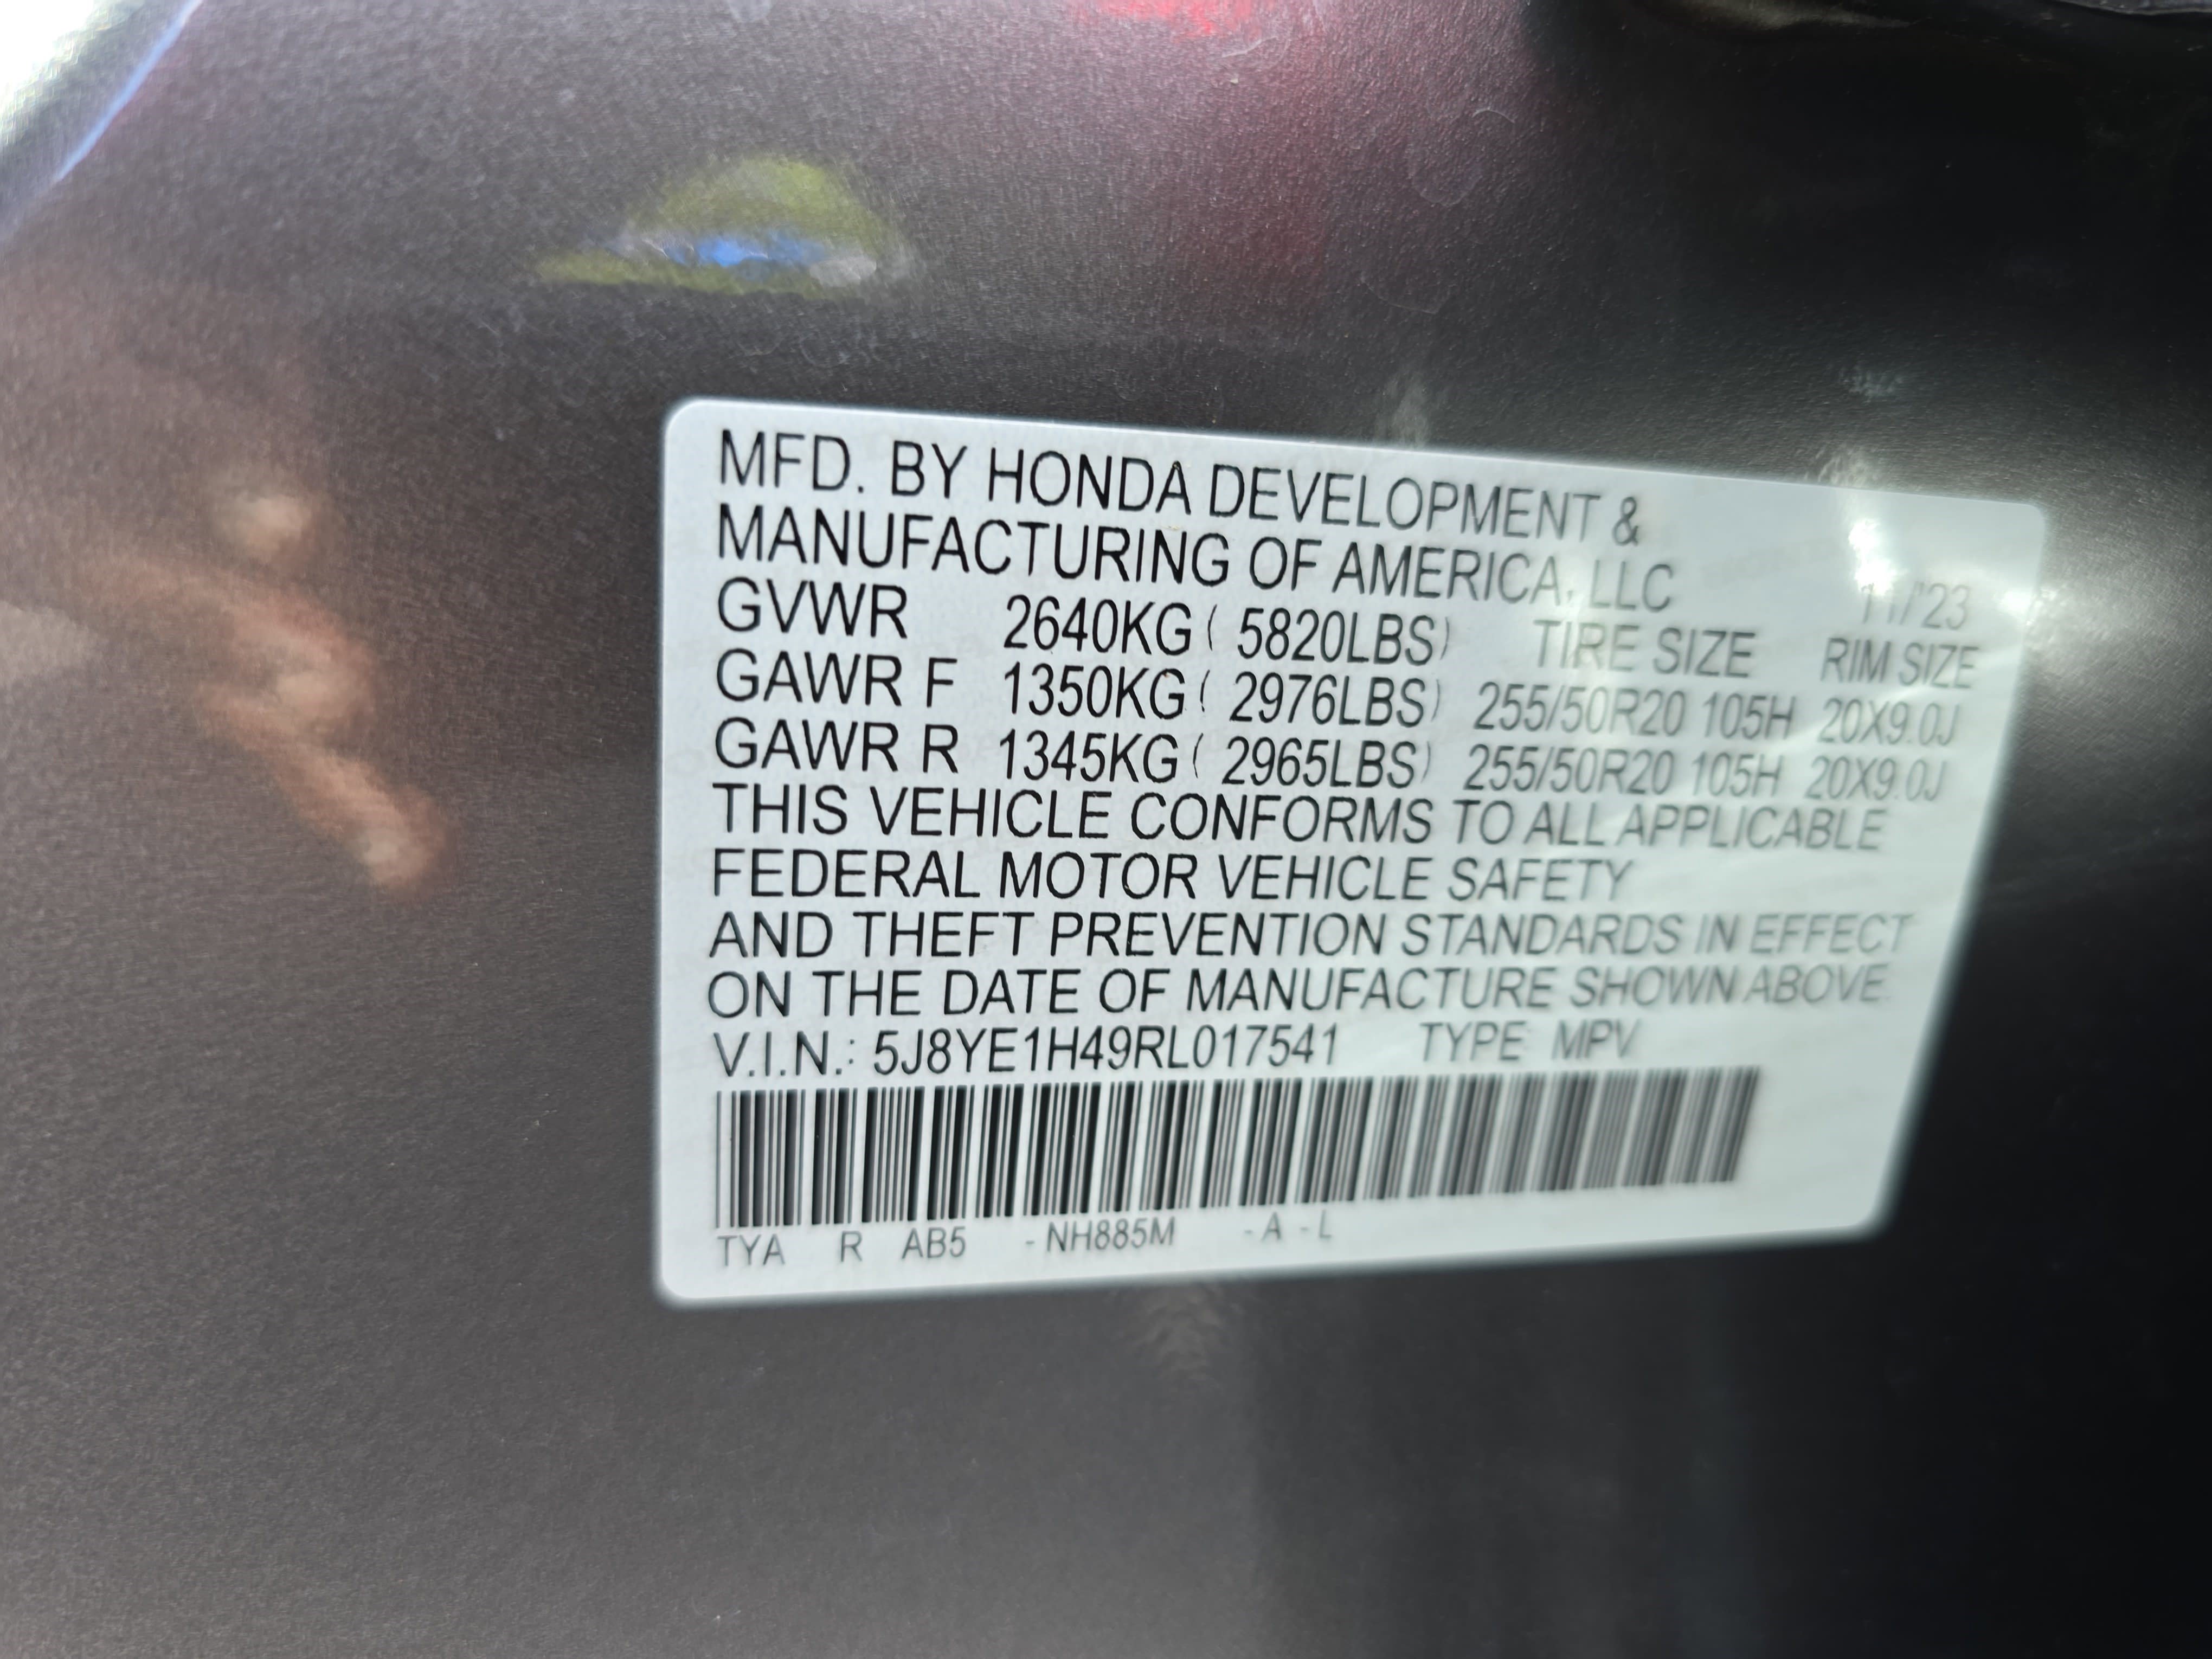 MFD. BY HONDA DEVELOPMENT &
MANUFACTURING OF AMERICA, LLC 11/'23
GVWR 2640KG ( 5820LBS) TIRE SIZE RIM SIZE
GAWR F 1350KG ( 2976LBS) 255/50R20 105H 20X9.0J
GAWR R 1345KG ( 2965LBS) 255/50R20 105H 20X9.0J
THIS VEHICLE CONFORMS TO ALL APPLICABLE
FEDERAL MOTOR VEHICLE SAFETY
AND THEFT PREVENTION STANDARDS IN EFFECT
ON THE DATE OF MANUFACTURE SHOWN ABOVE.
V.I.N.: 5J8YE1H49RL017541 TYPE: MPV
TYA R AB5 - NH885M - A - L